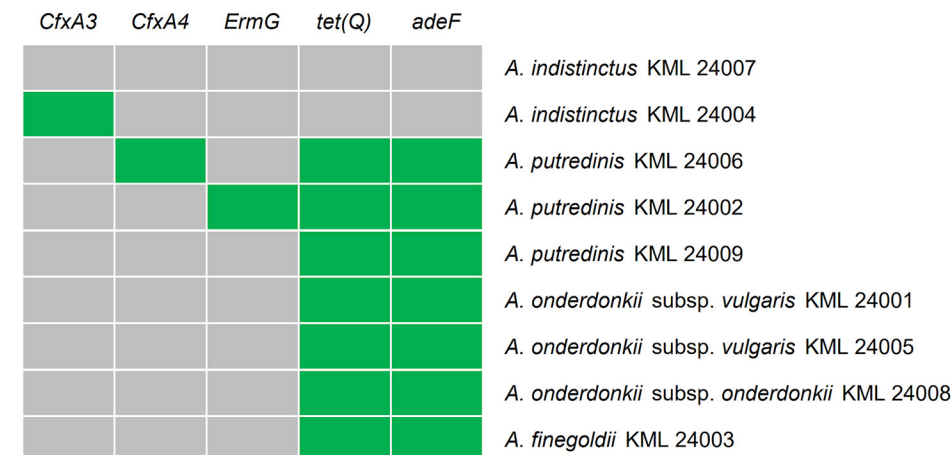 CfxA3 CfxA4 ErmG tet(Q) adeF
A. indistinctus KML 24007
A. indistinctus KML 24004
A. putredinis KML 24006
A. putredinis KML 24002
A. putredinis KML 24009
A. onderdonkii subsp. vulgaris KML 24001
A. onderdonkii subsp. vulgaris KML 24005
A. onderdonkii subsp. onderdonkii KML 24008
A. finegoldii KML 24003